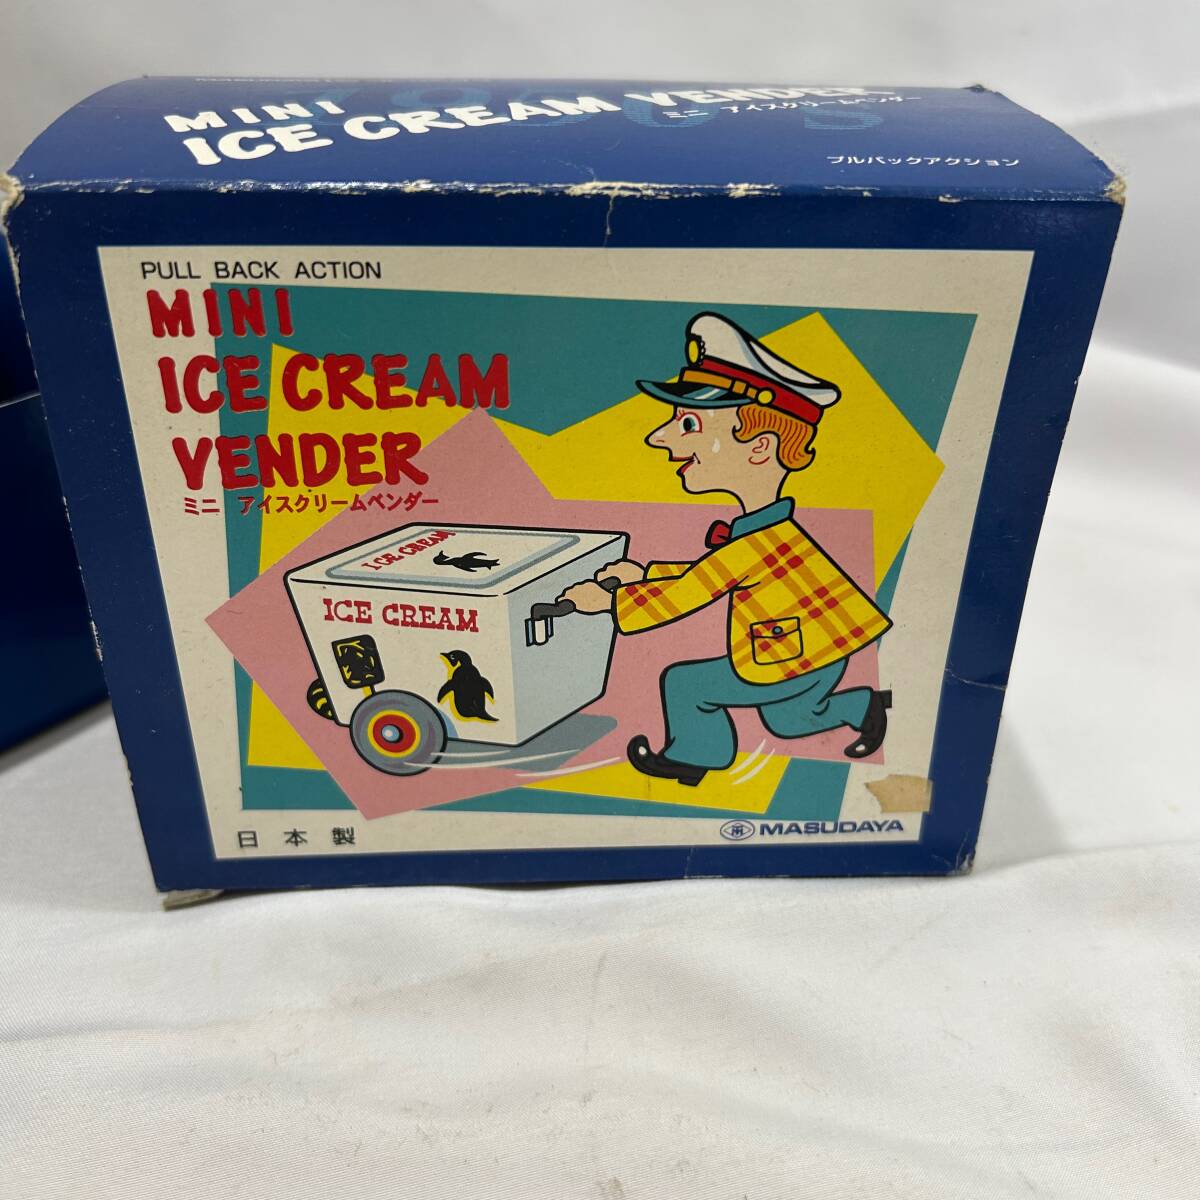 MINI
ICE CREAM VENDER
ミニ アイスクリームベンダー
プルバックアクション
PULL BACK ACTION
MINI
ICE CREAM
VENDER
ミニ アイスクリームベンダー
ICE CREAM
ICE CREAM
日本製
MASUDAYA